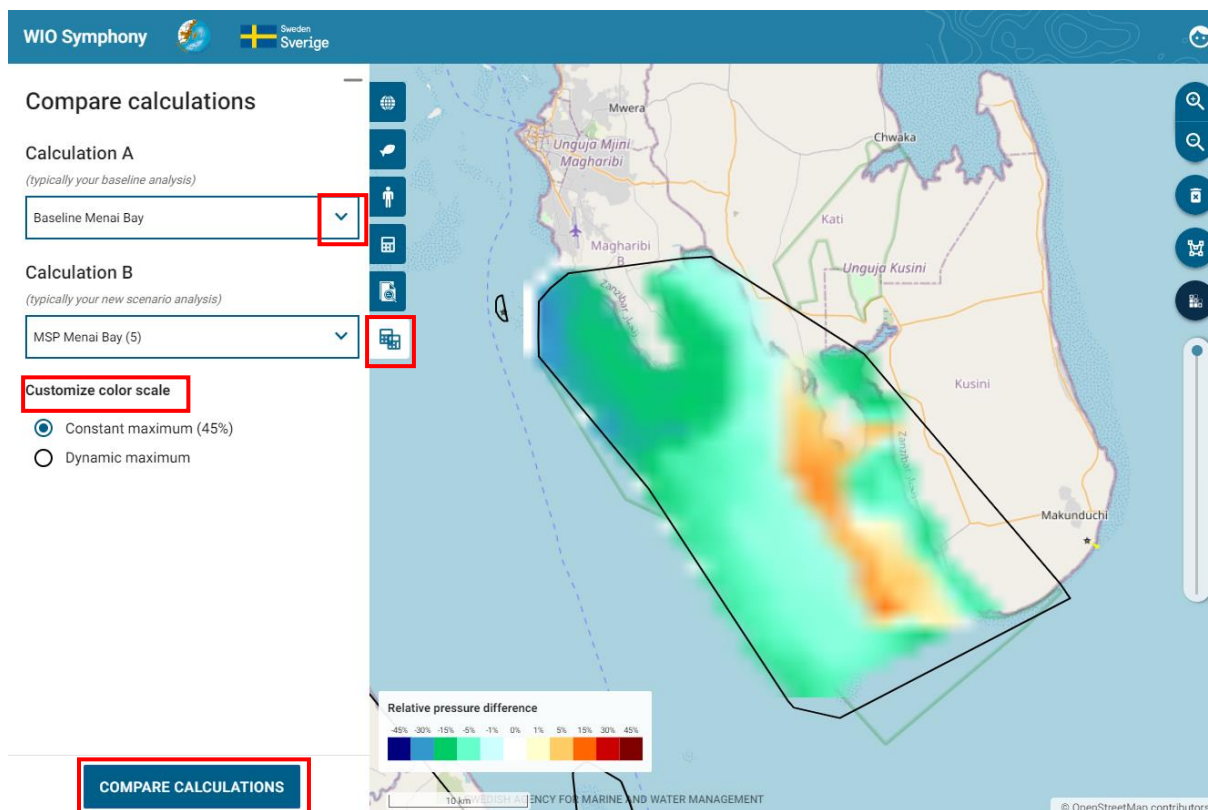 WIO Symphony
Sweden
Sverige
Compare calculations
Calculation A
(typically your baseline analysis)
Baseline Menai Bay
Calculation B
(typically your new scenario analysis)
MSP Menai Bay (5)
Customize color scale
Constant maximum (45%)
Dynamic maximum
COMPARE CALCULATIONS
Mwera
Chwaka
Unguja Mjini
Magharibi
Kati
Magharibi
B
Unguja Kusini
Zanzibar
Kusini
Zanzibar
Makunduchi
Relative pressure difference
-45% -30% -15% -5% -1% 0% 1% 5% 15% 30% 45%
10 km
AGENCY FOR MARINE AND WATER MANAGEMENT
© OpenStreetMap contributors